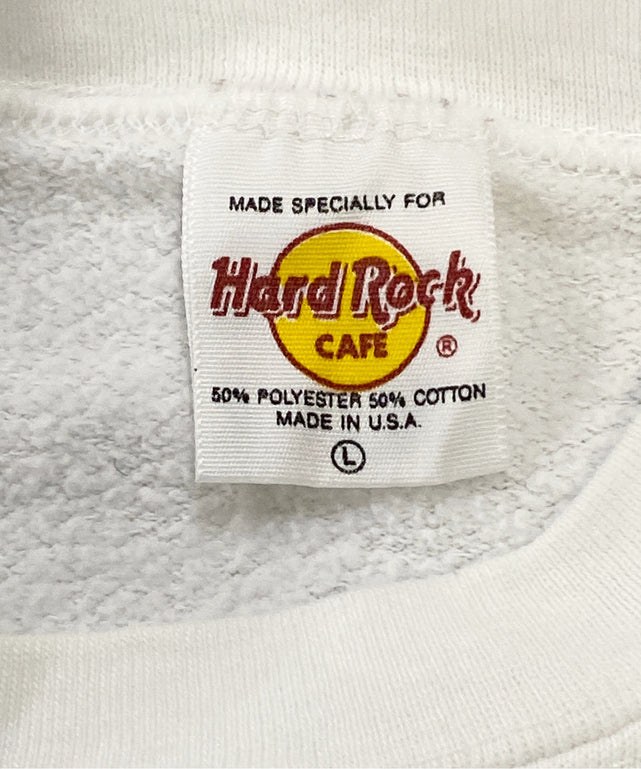 MADE SPECIALLY FOR
Hard Rock
CAFE ®
50% POLYESTER 50% COTTON
MADE IN U.S.A.
L